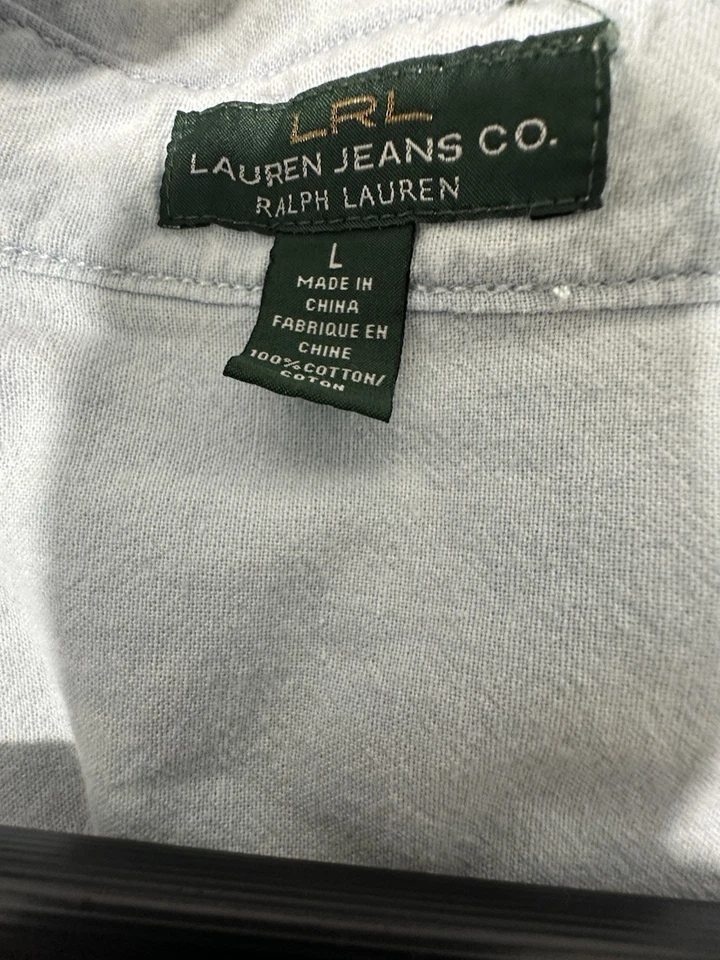 LRL
LAUREN JEANS CO.
RALPH LAUREN
L
MADE IN
CHINA
FABRIQUE EN
CHINE
100% COTTON/
COTON